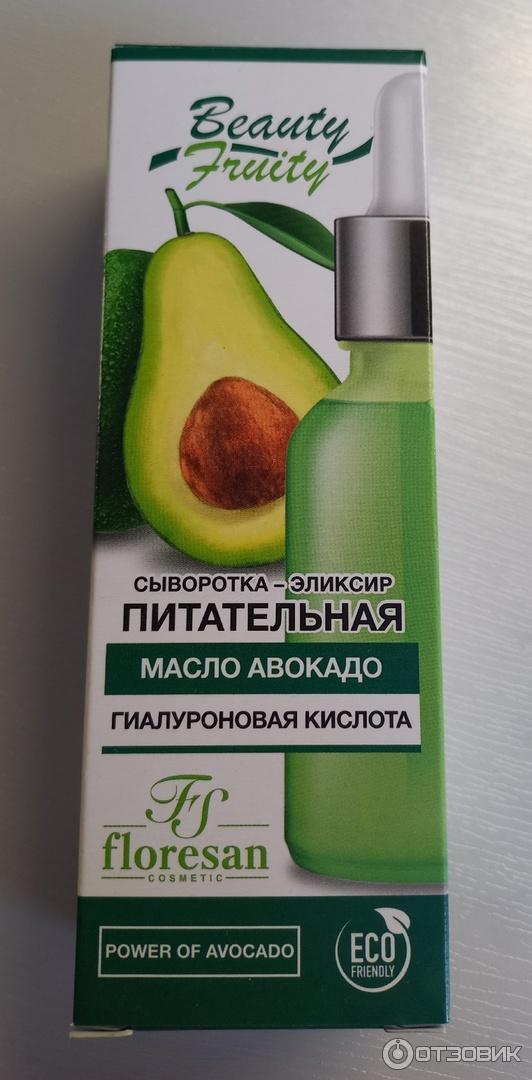 Beauty
Fruity
СЫВОРОТКА – ЭЛИКСИР
ПИТАТЕЛЬНАЯ
МАСЛО АВОКАДО
ГИАЛУРОНОВАЯ КИСЛОТА
FS
floresan
COSMETIC
POWER OF AVOCADO
ECO
FRIENDLY
ОТЗОВИК